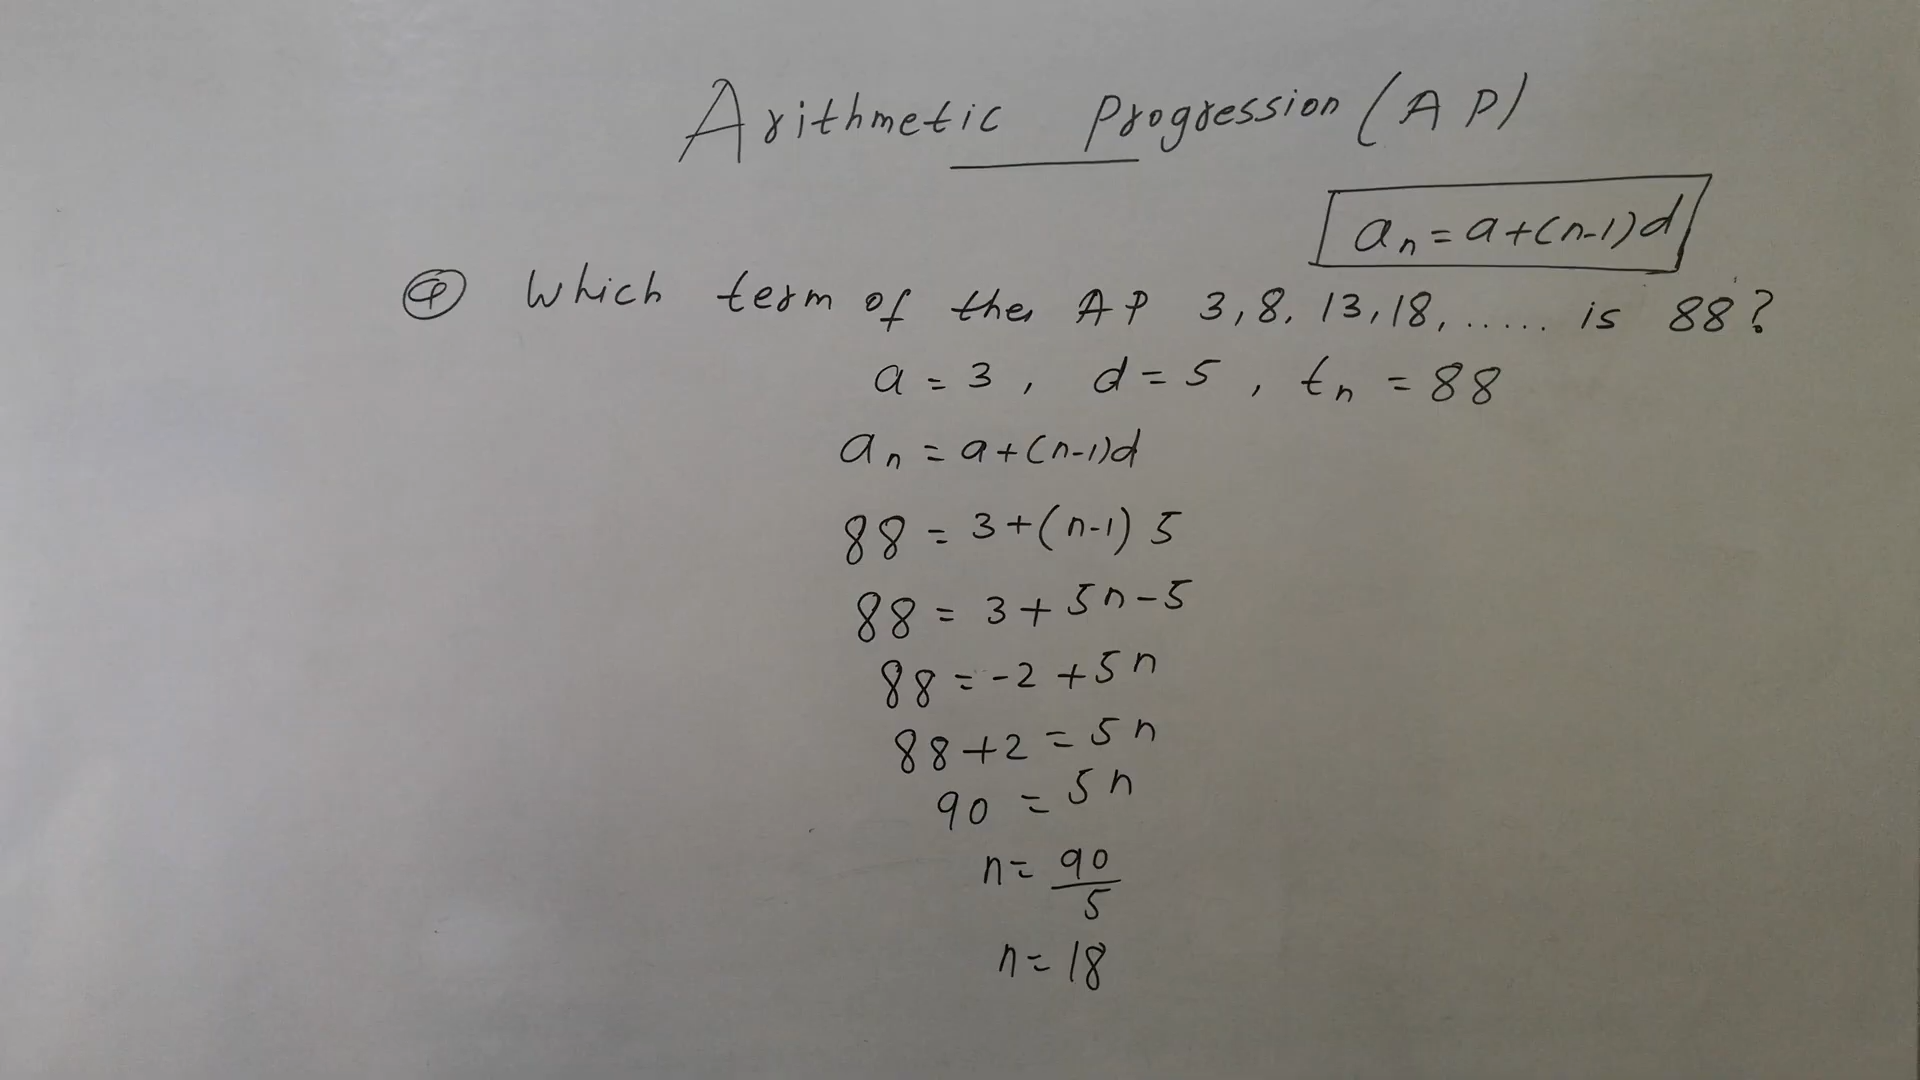 Arithmetic Progression (AP)
aₙ = a+(n-1)d
Q Which term of the AP 3, 8, 13, 18, ..... is 88?
a = 3 , d = 5 , tₙ = 88
aₙ = a+(n-1)d
88 = 3+(n-1) 5
88 = 3 + 5n-5
88 = -2 +5n
88+2 = 5n
90 = 5n
n= 90/5
n= 18